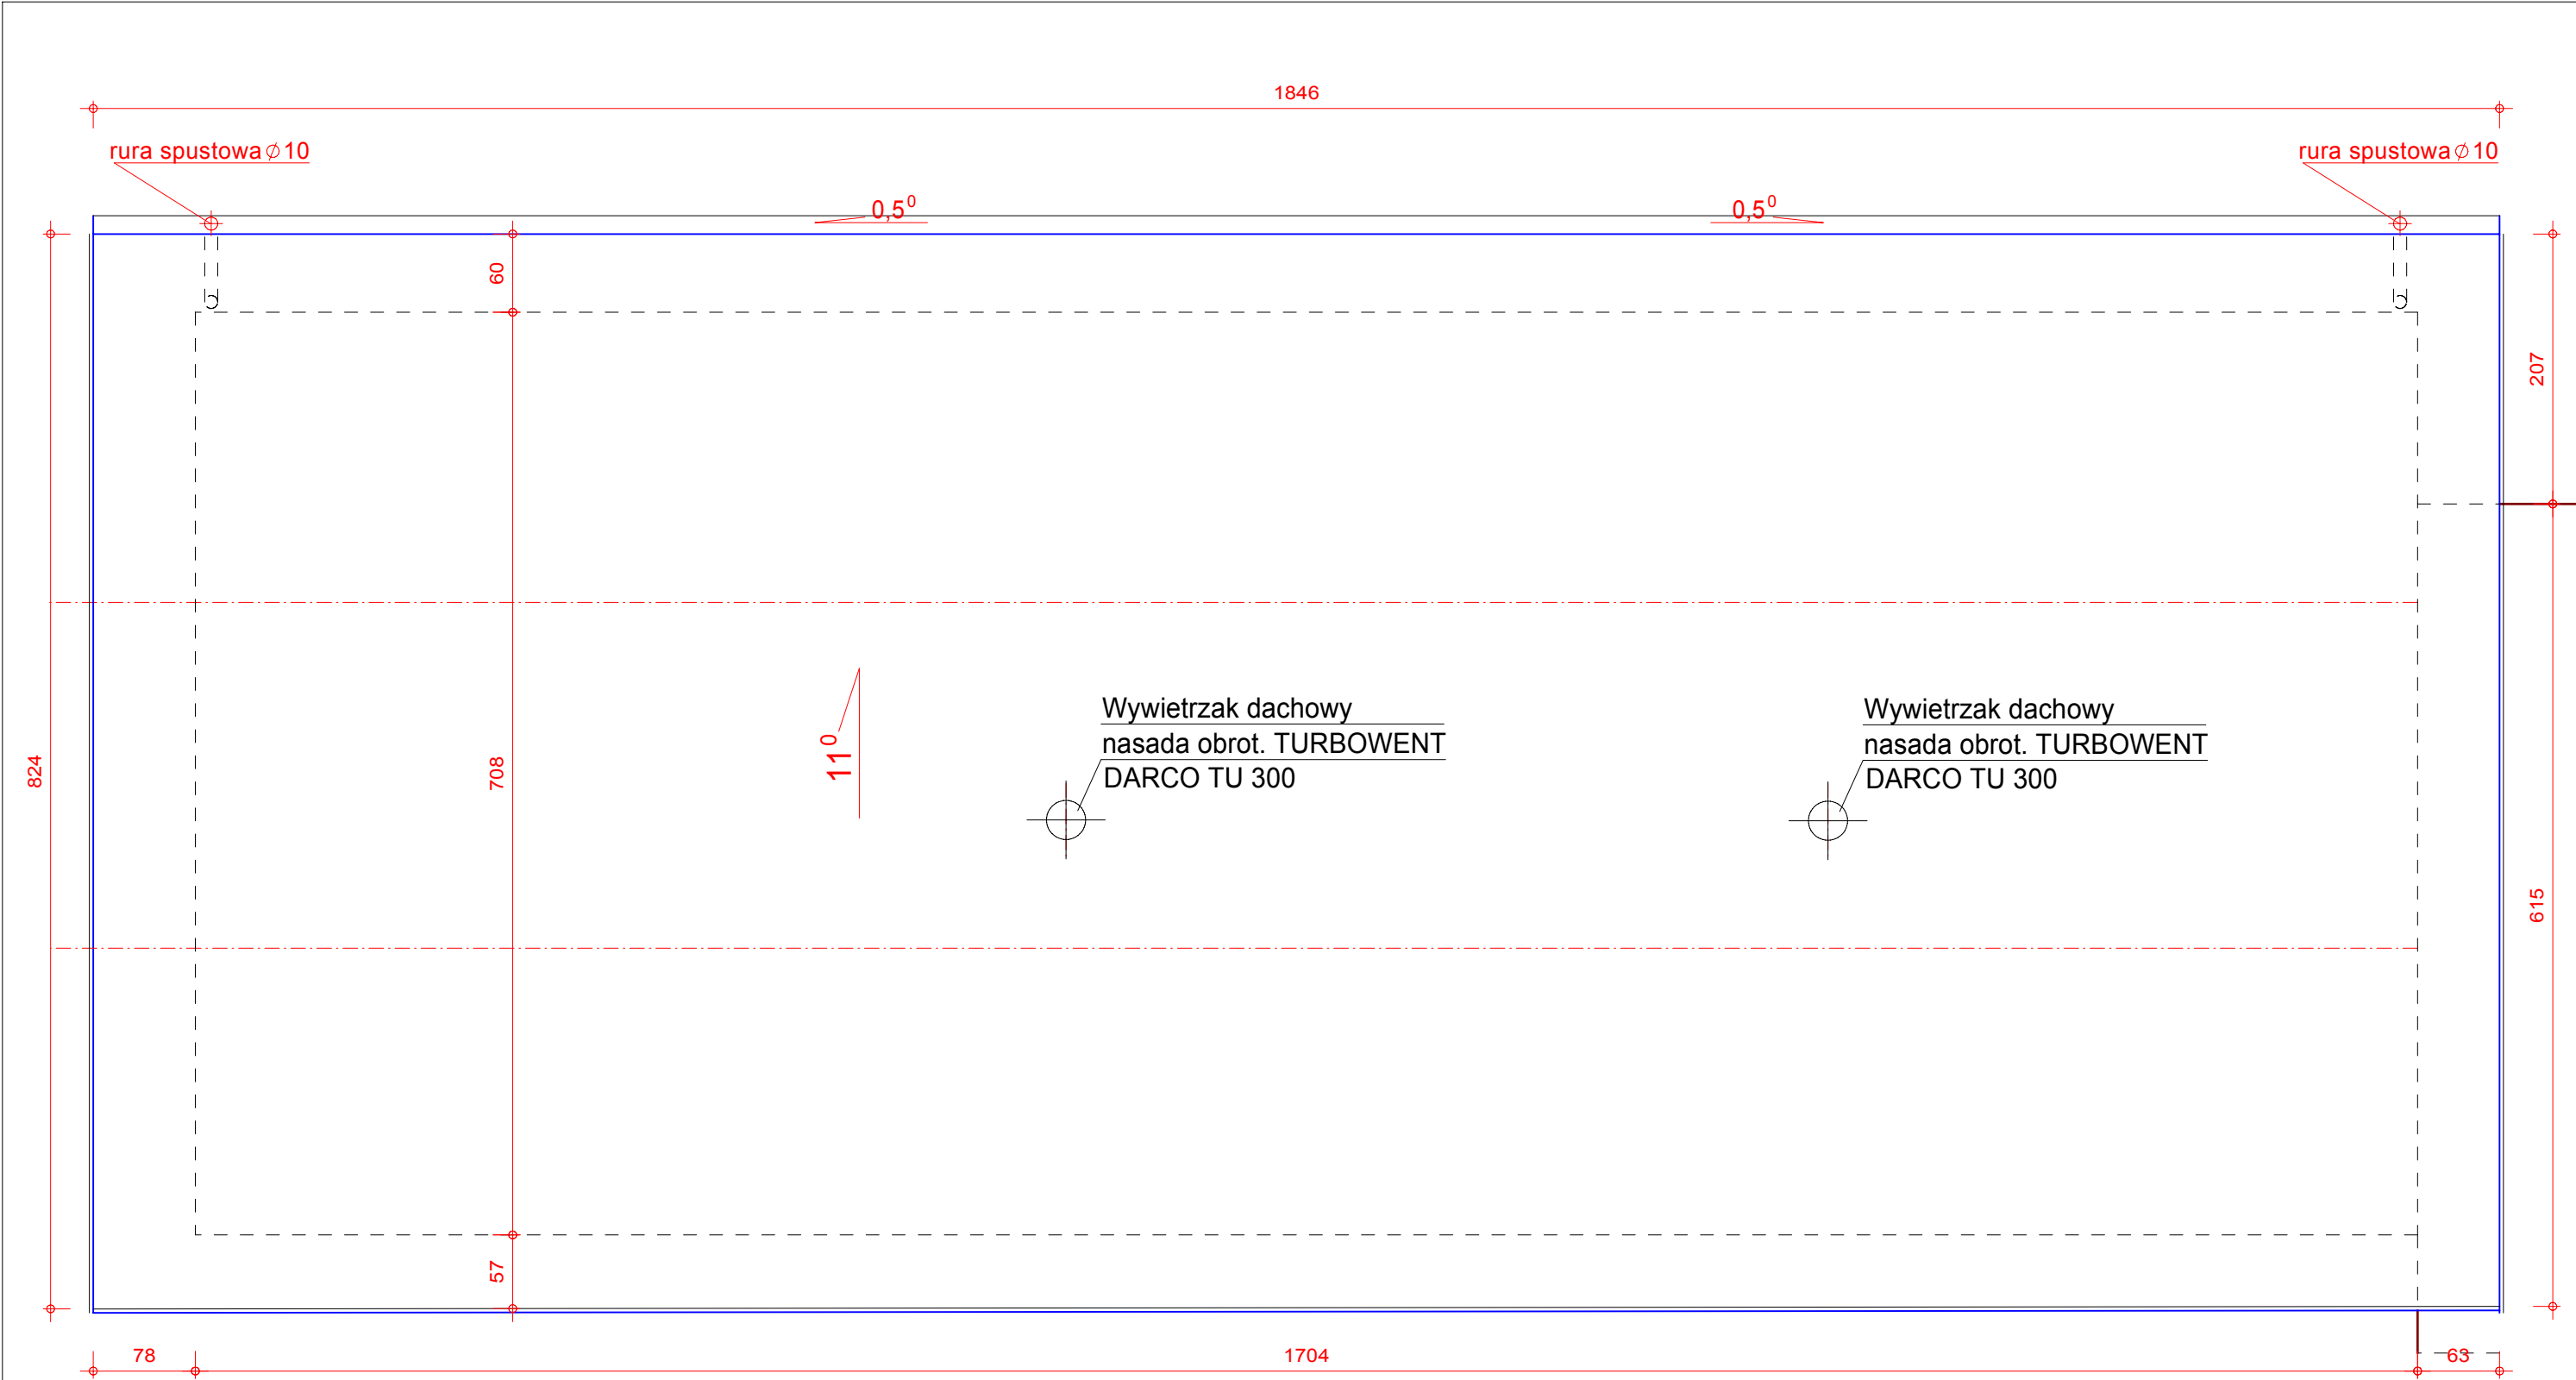 1846
rura spustowa ⌀ 10
rura spustowa ⌀ 10
0,5⁰
0,5⁰
60
207
Wywietrzak dachowy
nasada obrot. TURBOWENT
DARCO TU 300
Wywietrzak dachowy
nasada obrot. TURBOWENT
DARCO TU 300
11⁰
824
708
615
57
78
1704
63